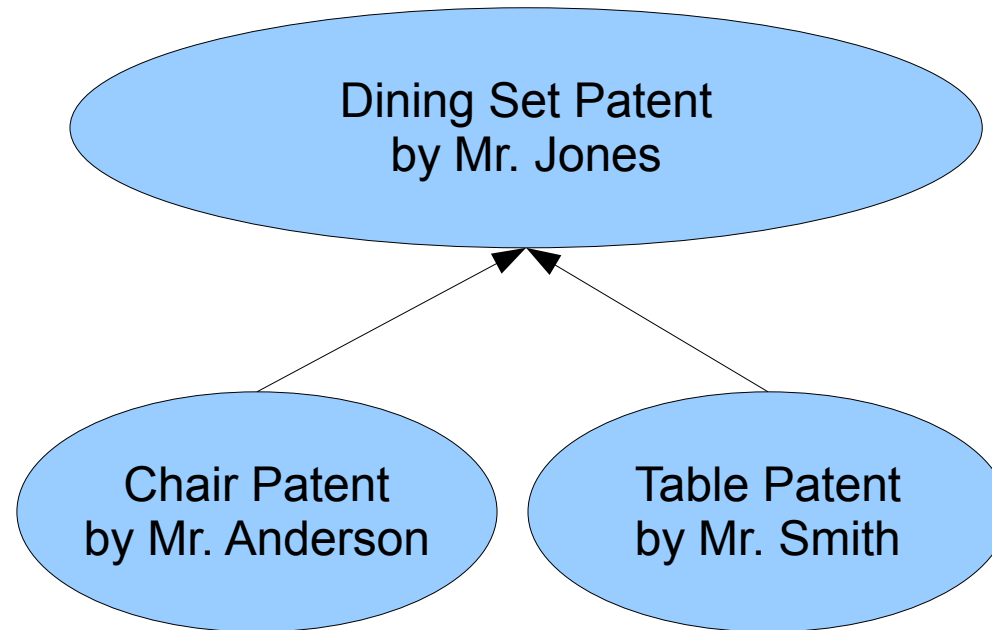 Dining Set Patent
by Mr. Jones
Chair Patent
by Mr. Anderson
Table Patent
by Mr. Smith